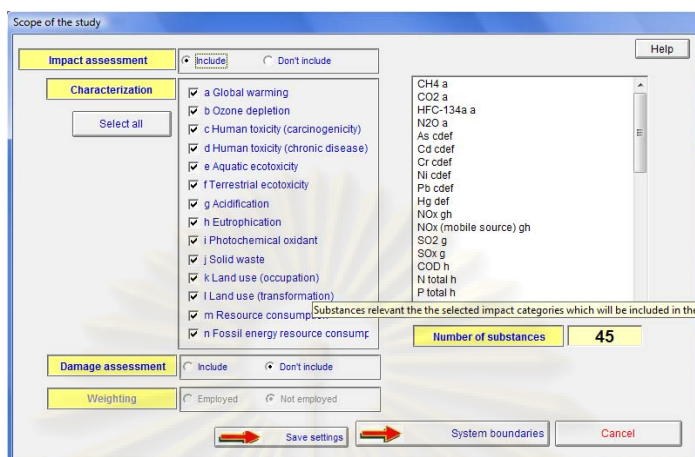 Scope of the study
Help
Impact assessment
Include
Don't include
Characterization
Select all
a Global warming
b Ozone depletion
c Human toxicity (carcinogenicity)
d Human toxicity (chronic disease)
e Aquatic ecotoxicity
f Terrestrial ecotoxicity
g Acidification
h Eutrophication
i Photochemical oxidant
j Solid waste
k Land use (occupation)
l Land use (transformation)
m Resource consumpt
n Fossil energy resource consump
CH4 a
CO2 a
HFC-134a a
N2O a
As cdef
Cd cdef
Cr cdef
Ni cdef
Pb cdef
Hg def
NOx gh
NOx (mobile source) gh
SO2 g
SOx g
COD h
N total h
P total h
Substances relevant the the selected impact categories which will be included in the
Number of substances
45
Damage assessment
Include
Don't include
Weighting
Employed
Not employed
Save settings
System boundaries
Cancel